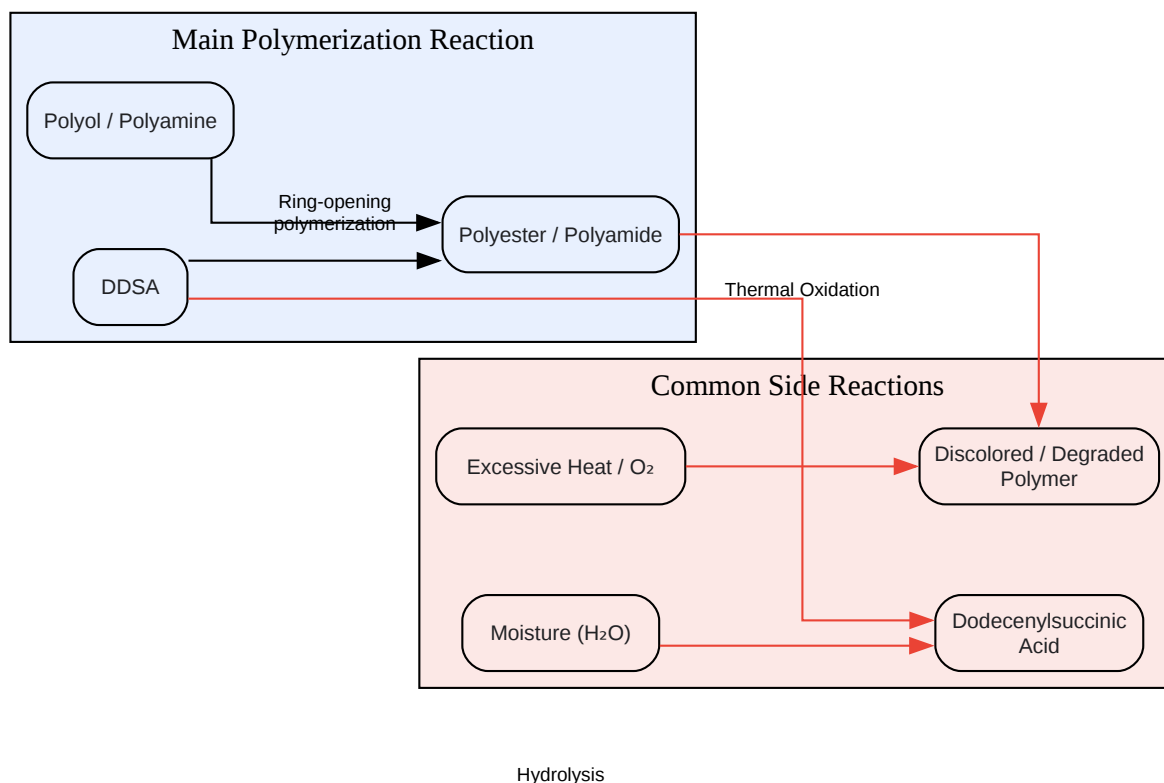 Main Polymerization Reaction
Polyol / Polyamine
Ring-opening
polymerization
Polyester / Polyamide
DDSA
Thermal Oxidation
Common Side Reactions
Excessive Heat / O₂
Discolored / Degraded
Polymer
Moisture (H₂O)
Dodecenylsuccinic
Acid
Hydrolysis